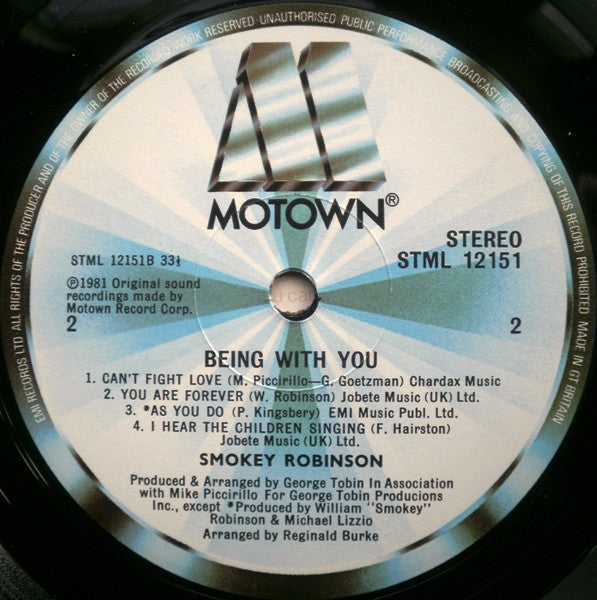 EMI RECORDS LTD· ALL RIGHTS OF THE PRODUCER AND OF THE OWNER OF THE RECORDED WORK RESERVED UNAUTHORISED PUBLIC PERFORMANCE BROADCASTING AND COPYING OF THIS RECORD PROHIBITED MADE IN GT BRITAIN
MOTOWN®
STEREO
STML 12151B 33⅓
STML 12151
℗1981 Original sound
recordings made by
Motown Record Corp.
2
2
BEING WITH YOU
1. CAN'T FIGHT LOVE (M. Piccirillo—G. Goetzman) Chardax Music
2. YOU ARE FOREVER (W. Robinson) Jobete Music (UK) Ltd.
3. *AS YOU DO (P. Kingsbery) EMI Music Publ. Ltd.
4. I HEAR THE CHILDREN SINGING (F. Hairston)
Jobete Music (UK) Ltd.
SMOKEY ROBINSON
Produced & Arranged by George Tobin In Association
with Mike Piccirillo For George Tobin Producions
Inc., except *Produced by William "Smokey"
Robinson & Michael Lizzio
Arranged by Reginald Burke